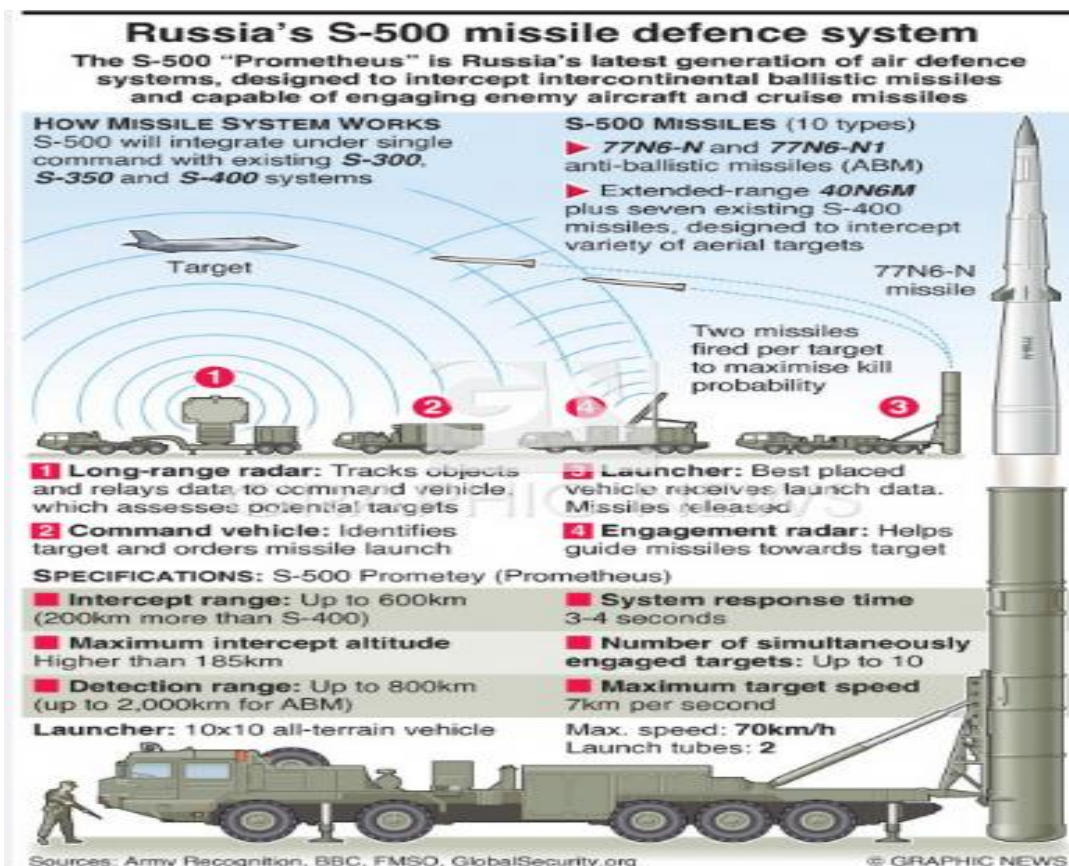 Russia's S-500 missile defence system
The S-500 "Prometheus" is Russia's latest generation of air defence
systems, designed to intercept intercontinental ballistic missiles
and capable of engaging enemy aircraft and cruise missiles
HOW MISSILE SYSTEM WORKS
S-500 will integrate under single
command with existing S-300,
S-350 and S-400 systems
S-500 MISSILES (10 types)
77N6-N and 77N6-N1
anti-ballistic missiles (ABM)
Extended-range 40N6M
plus seven existing S-400
missiles, designed to intercept
variety of aerial targets
Target
77N6-N
missile
77N6-N
Two missiles
fired per target
to maximise kill
probability
1
2
4
3
1 Long-range radar: Tracks objects
and relays data to command vehicle,
which assesses potential targets
2 Command vehicle: Identifies
target and orders missile launch
3 Launcher: Best placed
vehicle receives launch data.
Missiles released
4 Engagement radar: Helps
guide missiles towards target
GRAPHIC NEWS
SPECIFICATIONS: S-500 Prometey (Prometheus)
Intercept range: Up to 600km
(200km more than S-400)
Maximum intercept altitude
Higher than 185km
Detection range: Up to 800km
(up to 2,000km for ABM)
System response time
3-4 seconds
Number of simultaneously
engaged targets: Up to 10
Maximum target speed
7km per second
Launcher: 10x10 all-terrain vehicle
Max. speed: 70km/h
Launch tubes: 2
Sources: Army Recognition, BBC, FMSO, GlobalSecurity.org
© GRAPHIC NEWS